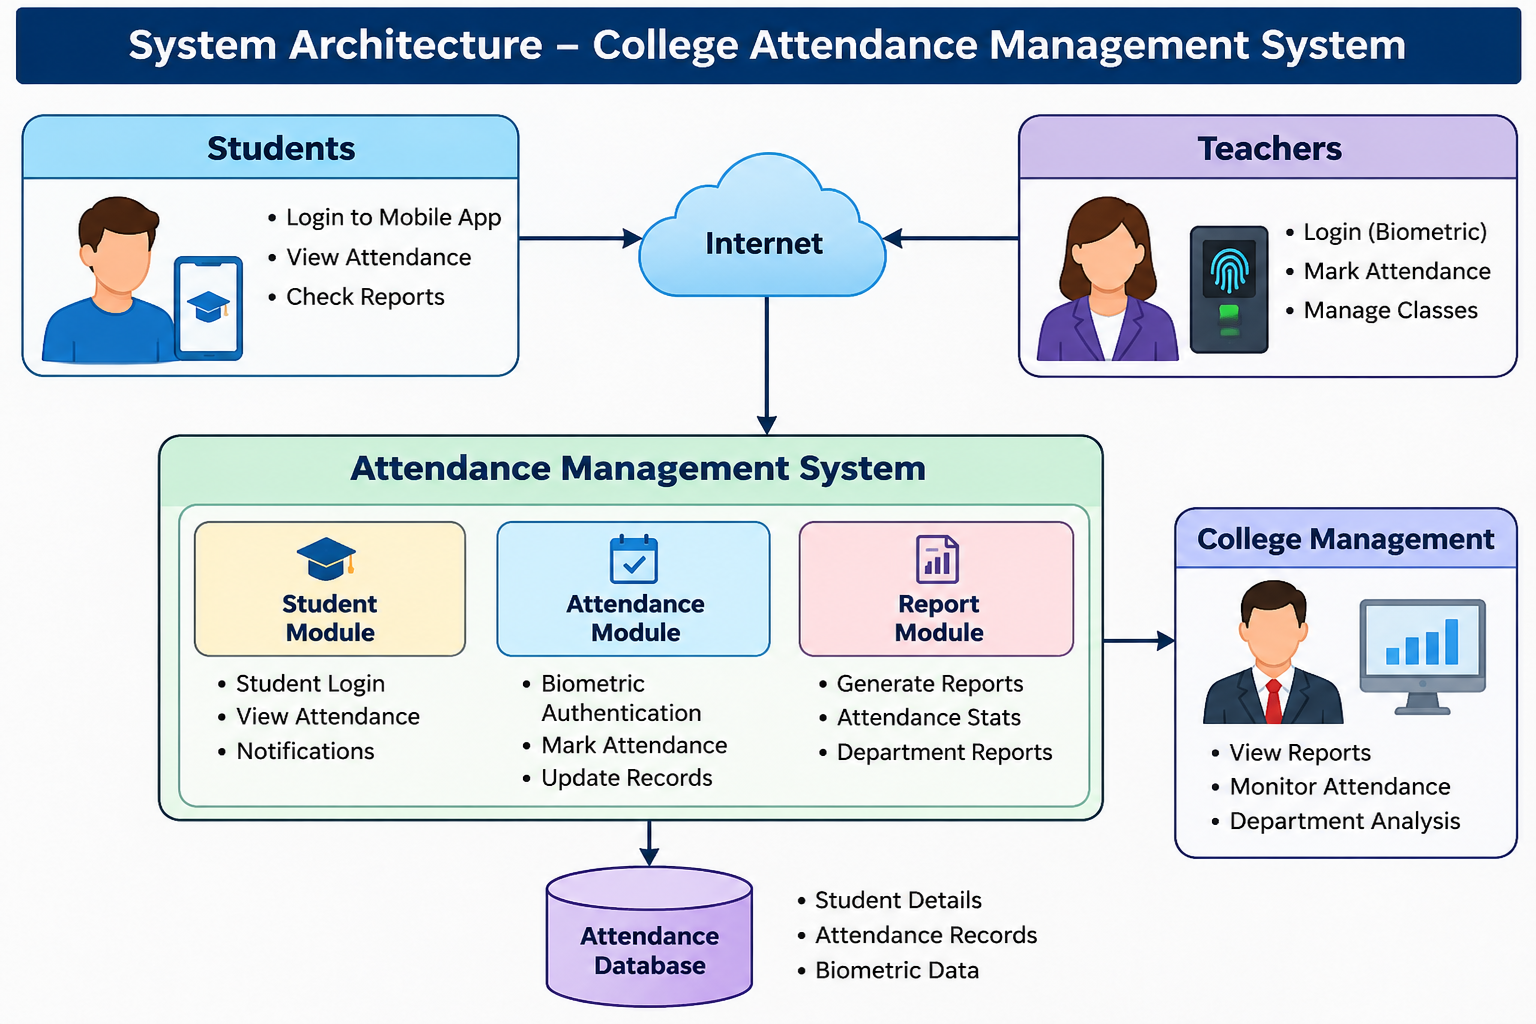 System Architecture – College Attendance Management System
Students
• Login to Mobile App
• View Attendance
• Check Reports
Internet
Teachers
• Login (Biometric)
• Mark Attendance
• Manage Classes
Attendance Management System
Student
Module
• Student Login
• View Attendance
• Notifications
Attendance
Module
• Biometric
Authentication
• Mark Attendance
• Update Records
Report
Module
• Generate Reports
• Attendance Stats
• Department Reports
College Management
• View Reports
• Monitor Attendance
• Department Analysis
Attendance
Database
• Student Details
• Attendance Records
• Biometric Data